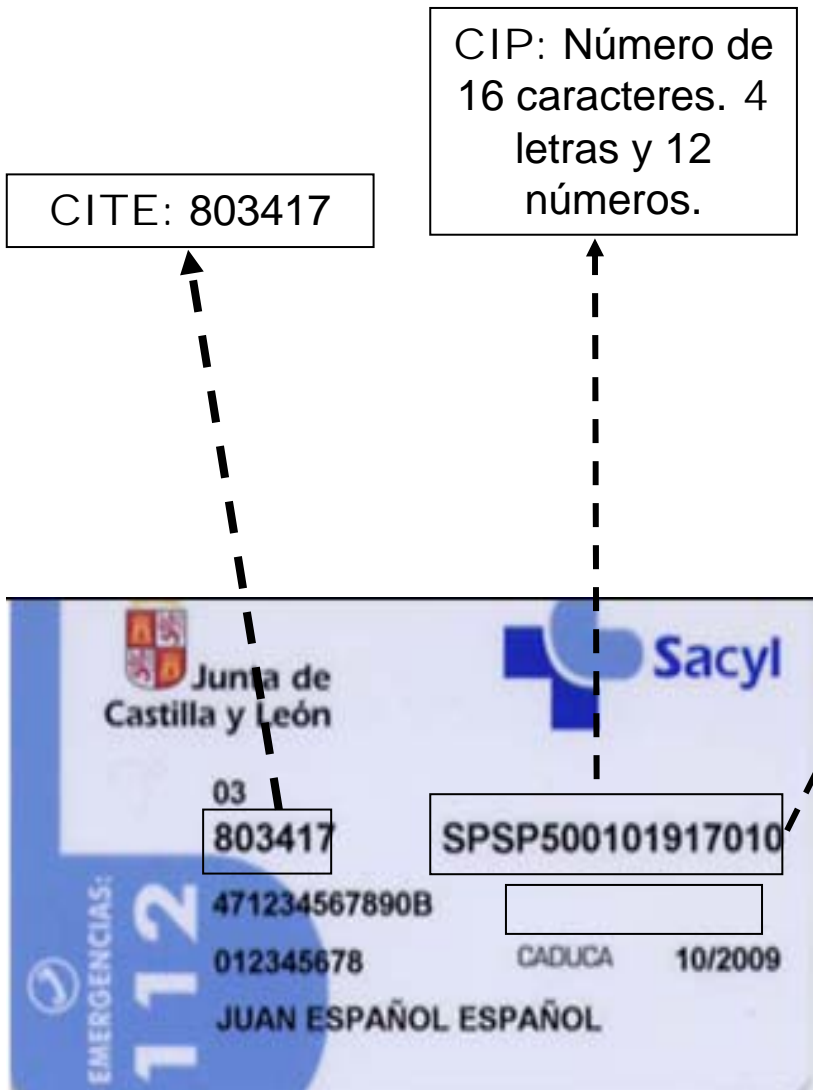 CIP: Número de
16 caracteres. 4
letras y 12
números.
CITE: 803417
Junta de
Castilla y León
Sacyl
03
803417
SPSP500101917010
471234567890B
012345678
CADUCA 10/2009
JUAN ESPAÑOL ESPAÑOL
EMERGENCIAS:
112